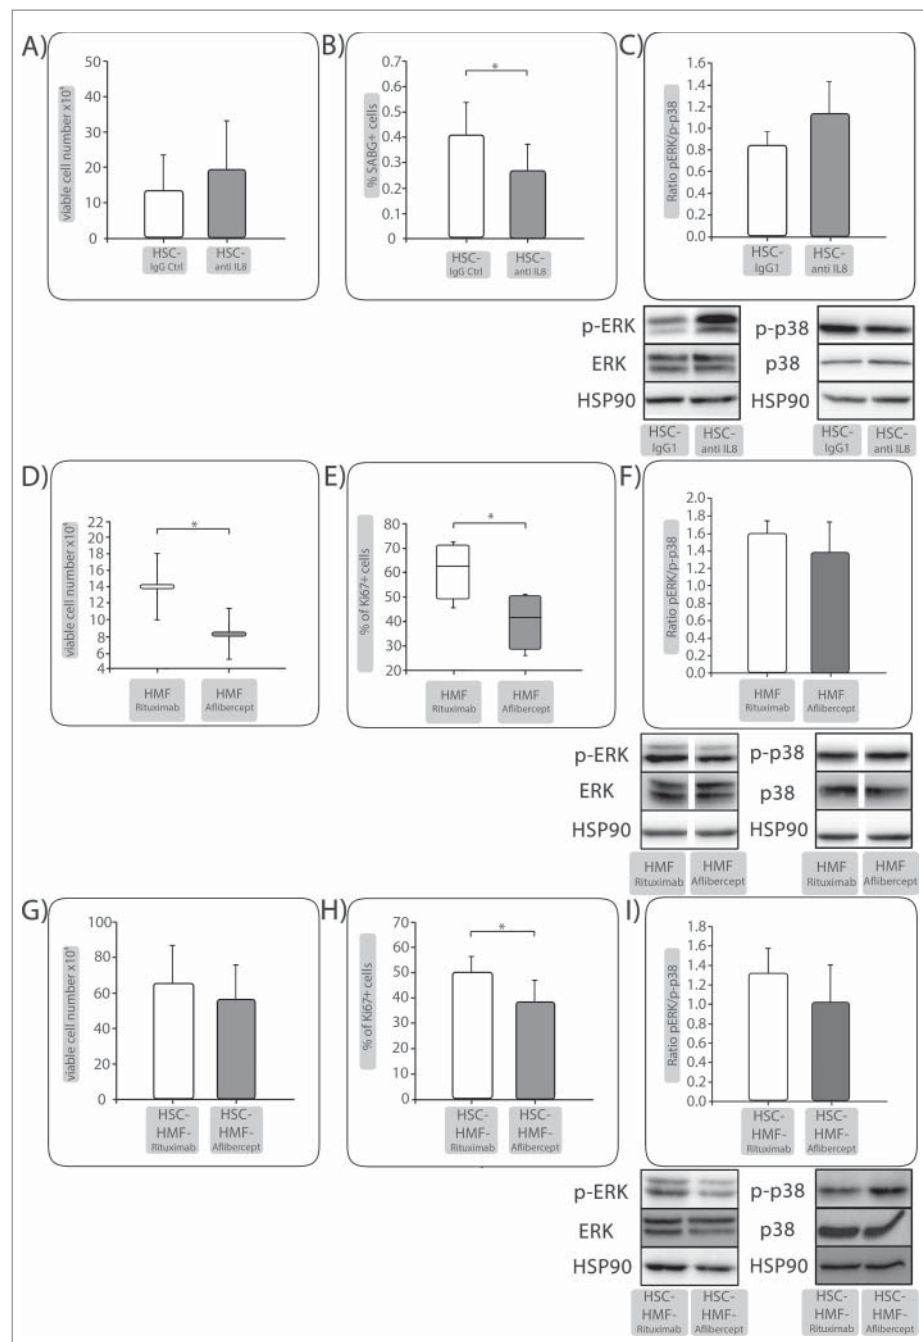 A)
viable cell number x10⁴
50
40
30
20
10
0
HSC-
IgG Ctrl
HSC-
anti IL8
B)
*
% SABG+ cells
0.7
0.6
0.5
0.4
0.3
0.2
0.1
0
HSC-
IgG Ctrl
HSC-
anti IL8
C)
Ratio pERK/p-p38
1.6
1.4
1.2
1.0
0.8
0.6
0.4
0.2
0.0
HSC-
IgG1
HSC-
anti IL8
p-ERK
ERK
HSP90
HSC-
IgG1
HSC-
anti IL8
p-p38
p38
HSP90
HSC-
IgG1
HSC-
anti IL8
D)
*
viable cell number x10⁴
22
20
18
16
14
12
10
8
6
4
HMF
Rituximab
HMF
Aflibercept
E)
*
% of Ki67+ cells
80
70
60
50
40
30
20
HMF
Rituximab
HMF
Aflibercept
F)
Ratio pERK/p-p38
2.0
1.8
1.6
1.4
1.2
1.0
0.8
0.6
0.4
0.2
0.0
HMF
Rituximab
HMF
Aflibercept
p-ERK
ERK
HSP90
HMF
Rituximab
HMF
Aflibercept
p-p38
p38
HSP90
HMF
Rituximab
HMF
Aflibercept
G)
viable cell number x10⁴
100
80
60
40
20
0
HSC-
HMF-
Rituximab
HSC-
HMF-
Aflibercept
H)
*
% of Ki67+ cells
70
60
50
40
30
20
10
0
HSC-
HMF-
Rituximab
HSC-
HMF-
Aflibercept
I)
Ratio pERK/p-p38
1.8
1.6
1.4
1.2
1.0
0.8
0.6
0.4
1.2
0.0
HSC-
HMF-
Rituximab
HSC-
HMF-
Aflibercept
p-ERK
ERK
HSP90
HSC-
HMF-
Rituximab
HSC-
HMF-
Aflibercept
p-p38
p38
HSP90
HSC-
HMF-
Rituximab
HSC-
HMF-
Aflibercept